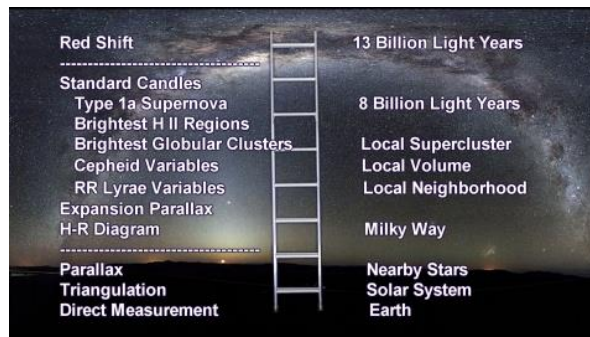 Red Shift 13 Billion Light Years
------------------------------------
Standard Candles
Type 1a Supernova 8 Billion Light Years
Brightest H II Regions
Brightest Globular Clusters Local Supercluster
Cepheid Variables Local Volume
RR Lyrae Variables Local Neighborhood
Expansion Parallax
H-R Diagram Milky Way
------------------------------------
Parallax Nearby Stars
Triangulation Solar System
Direct Measurement Earth